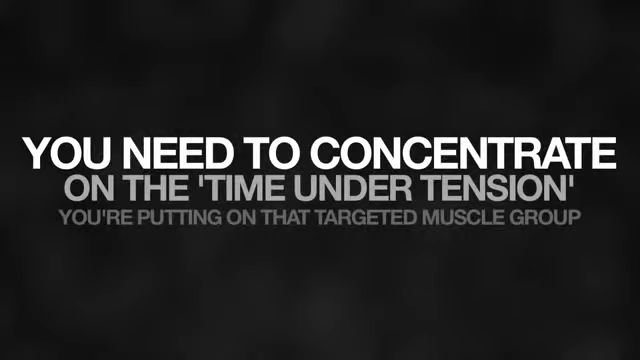 YOU NEED TO CONCENTRATE
ON THE 'TIME UNDER TENSION'
YOU'RE PUTTING ON THAT TARGETED MUSCLE GROUP